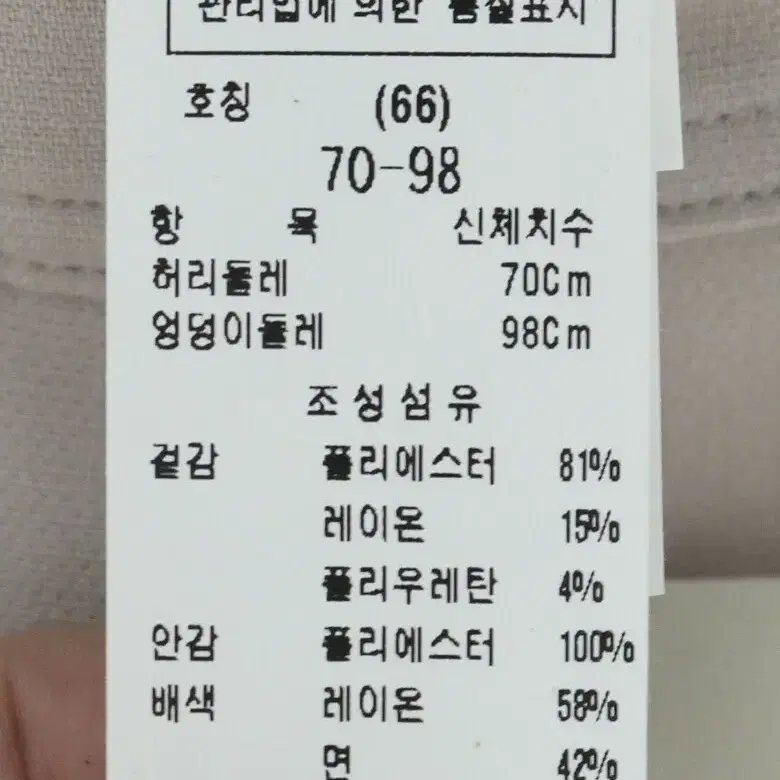 관리법에 의한 품질표시
호칭 (66)
70-98
항 목 신체치수
허리둘레 70Cm
엉덩이둘레 98Cm
조성섬유
겉감 폴리에스터 81%
레이온 15%
폴리우레탄 4%
안감 폴리에스터 100%
배색 레이온 58%
면 42%